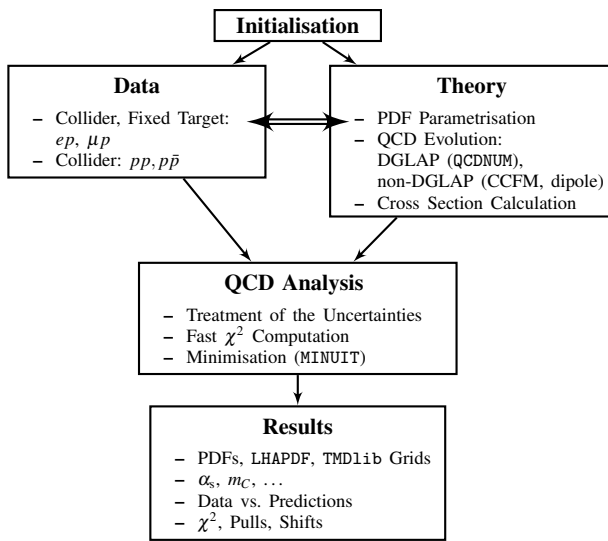 Initialisation
Data
– Collider, Fixed Target:
ep, μp
– Collider: pp, pp̄
Theory
– PDF Parametrisation
– QCD Evolution:
DGLAP (QCDNUM),
non-DGLAP (CCFM, dipole)
– Cross Section Calculation
QCD Analysis
– Treatment of the Uncertainties
– Fast χ² Computation
– Minimisation (MINUIT)
Results
– PDFs, LHAPDF, TMDlib Grids
– αₛ, m_C, …
– Data vs. Predictions
– χ², Pulls, Shifts